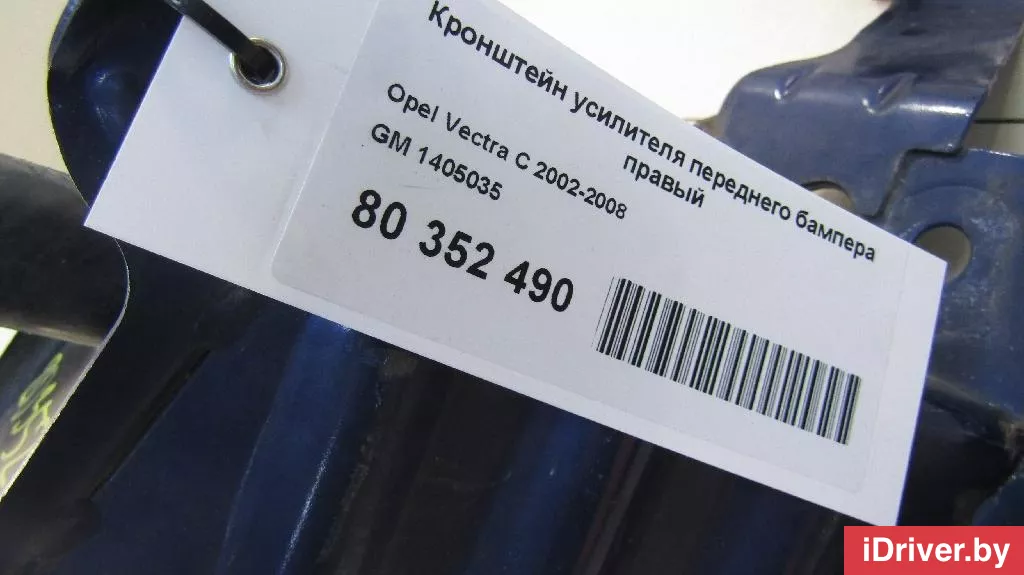 Кронштейн усилителя переднего бампера
правый
Opel Vectra C 2002-2008
GM 1405035
80 352 490
iDriver.by